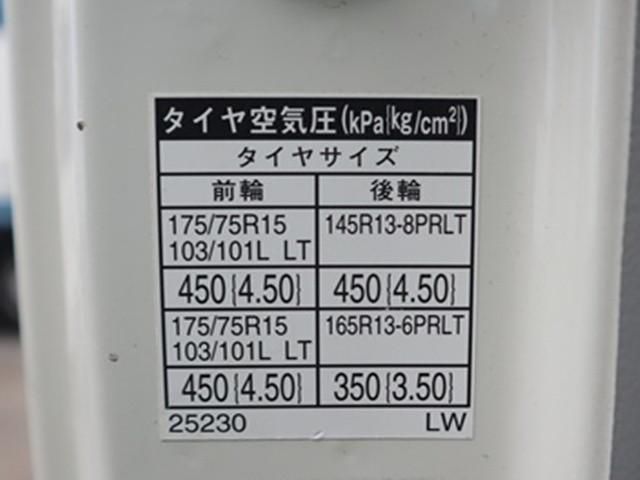 タイヤ空気圧(kPa{kg/cm²})
タイヤサイズ
前輪 後輪
175/75R15 145R13-8PRLT
103/101L LT
450{4.50} 450{4.50}
175/75R15 165R13-6PRLT
103/101L LT
450{4.50} 350{3.50}
25230 LW